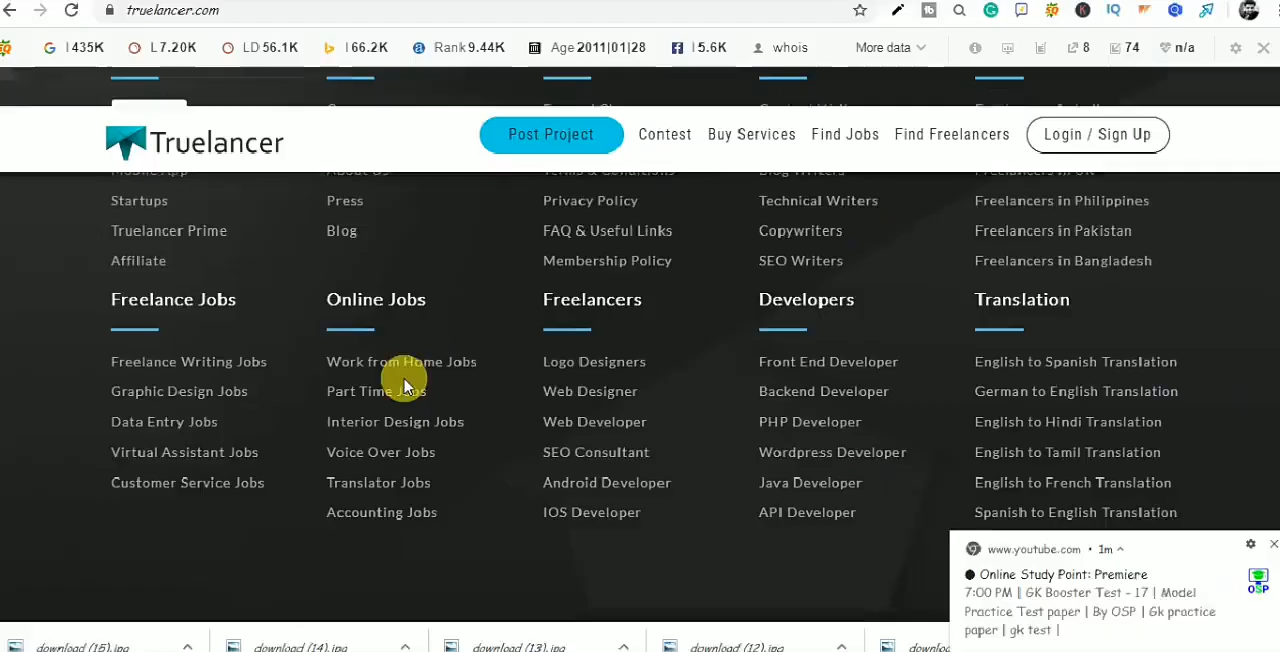 truelancer.com
I 435K L 7.20K LD 56.1K I 66.2K Rank 9.44K Age 2011|01|28 I 5.6K whois More data 8 74 n/a
Truelancer Post Project Contest Buy Services Find Jobs Find Freelancers Login / Sign Up
Mobile App About Us Terms & Conditions Blog Writers Freelancers in UK
Startups Press Privacy Policy Technical Writers Freelancers in Philippines
Truelancer Prime Blog FAQ & Useful Links Copywriters Freelancers in Pakistan
Affiliate Membership Policy SEO Writers Freelancers in Bangladesh
Freelance Jobs Online Jobs Freelancers Developers Translation
Freelance Writing Jobs Work from Home Jobs Logo Designers Front End Developer English to Spanish Translation
Graphic Design Jobs Part Time Jobs Web Designer Backend Developer German to English Translation
Data Entry Jobs Interior Design Jobs Web Developer PHP Developer English to Hindi Translation
Virtual Assistant Jobs Voice Over Jobs SEO Consultant Wordpress Developer English to Tamil Translation
Customer Service Jobs Translator Jobs Android Developer Java Developer English to French Translation
Accounting Jobs IOS Developer API Developer Spanish to English Translation
www.youtube.com • 1m
Online Study Point: Premiere
7:00 PM || GK Booster Test - 17 | Model
Practice Test paper | By OSP | Gk practice
paper | gk test |
OSP
download (15).jpg download (14).jpg download (13).jpg download (12).jpg